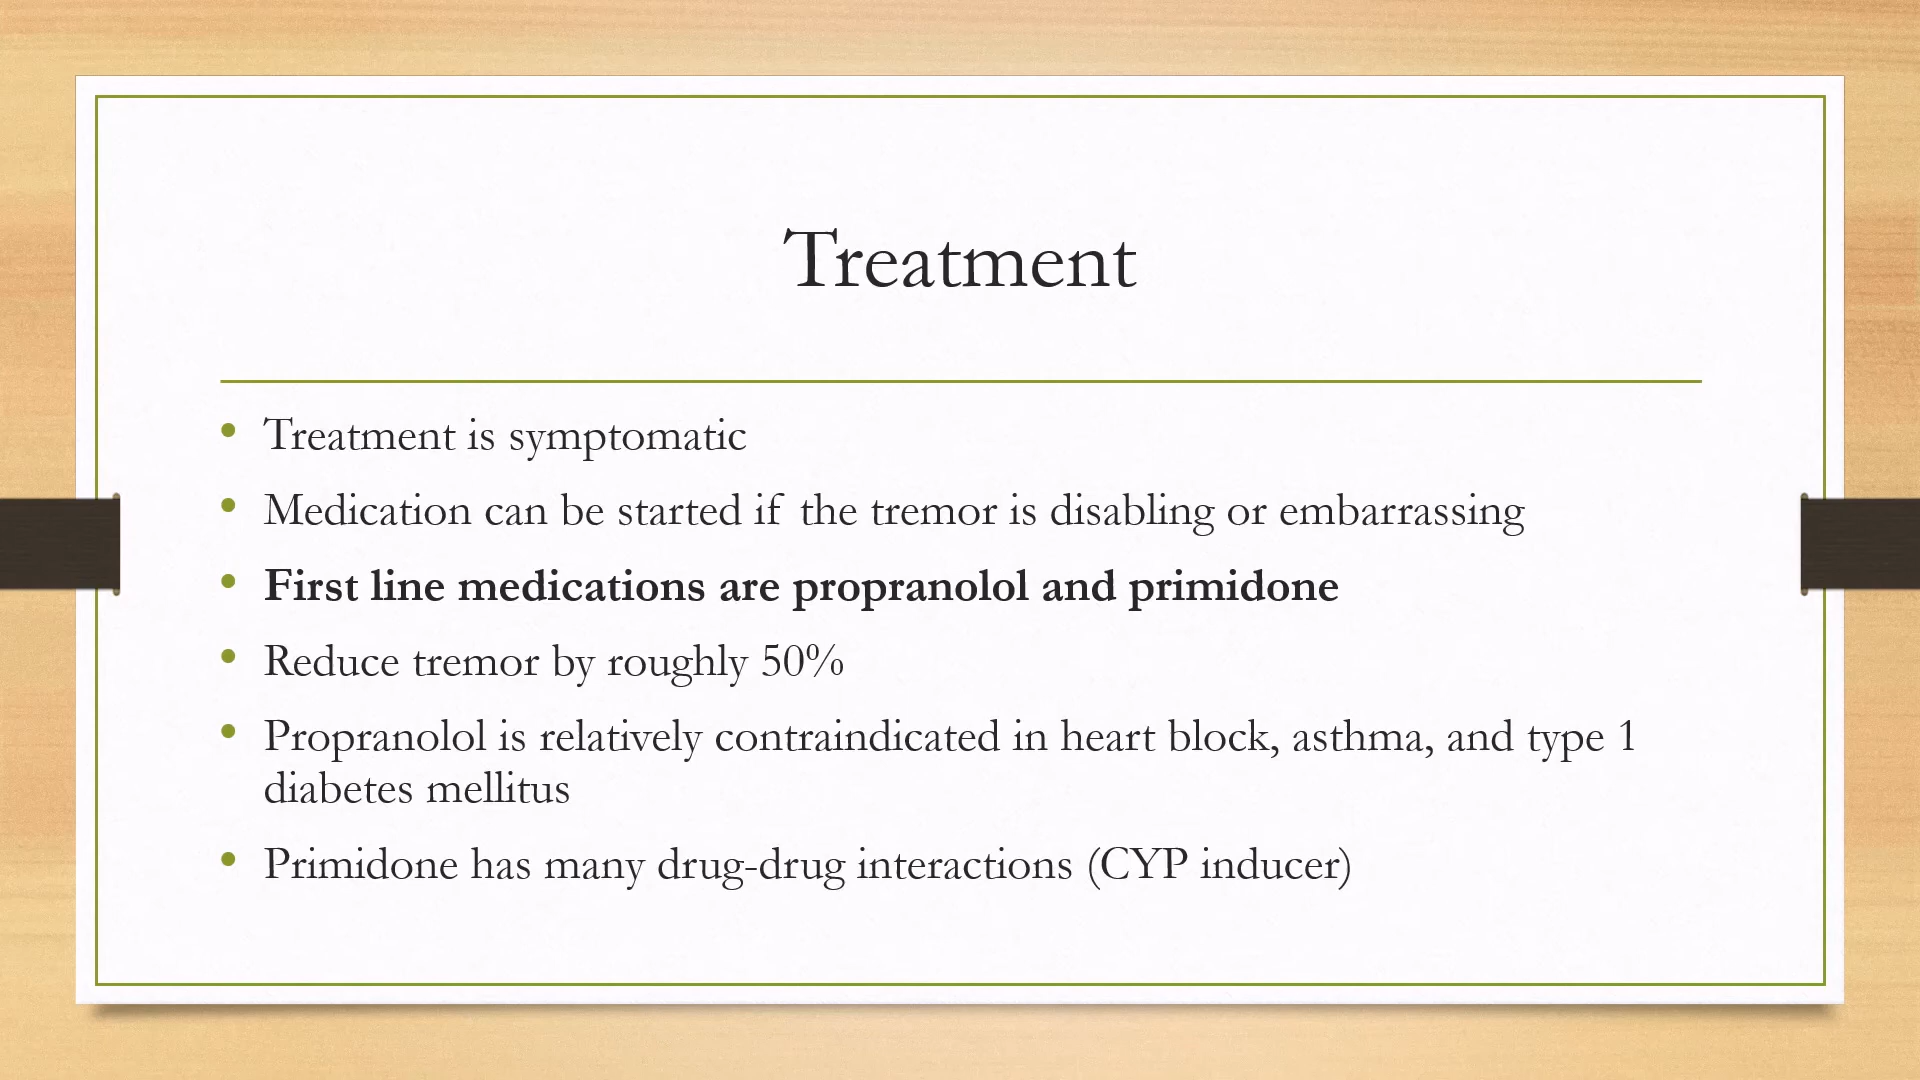 Treatment
• Treatment is symptomatic
• Medication can be started if the tremor is disabling or embarrassing
• First line medications are propranolol and primidone
• Reduce tremor by roughly 50%
• Propranolol is relatively contraindicated in heart block, asthma, and type 1
diabetes mellitus
• Primidone has many drug-drug interactions (CYP inducer)